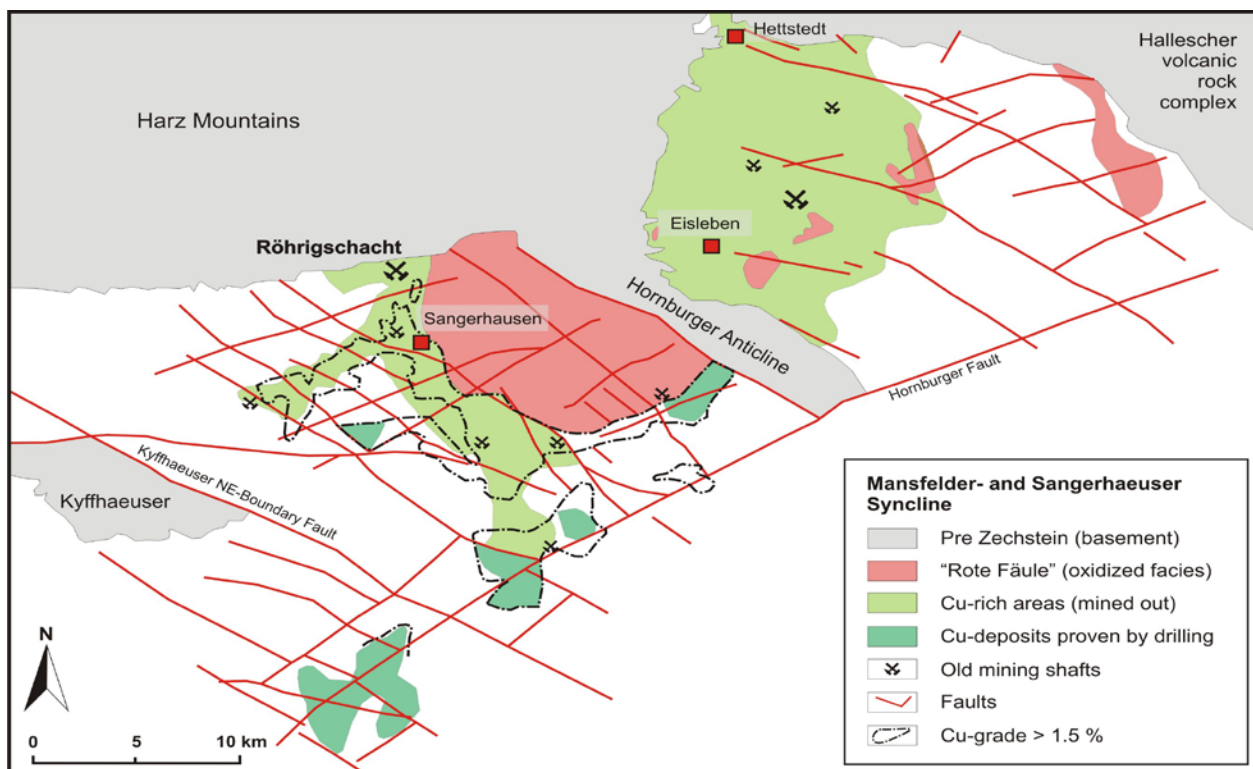 Hettstedt
Hallescher
volcanic
rock
complex
Harz Mountains
Eisleben
Röhrigschacht
Sangerhausen
Hornburger Anticline
Hornburger Fault
Kyffhaeuser NE-Boundary Fault
Kyffhaeuser
N
0 5 10 km
Mansfelder- and Sangerhaeuser
Syncline
Pre Zechstein (basement)
“Rote Fäule” (oxidized facies)
Cu-rich areas (mined out)
Cu-deposits proven by drilling
Old mining shafts
Faults
Cu-grade > 1.5 %